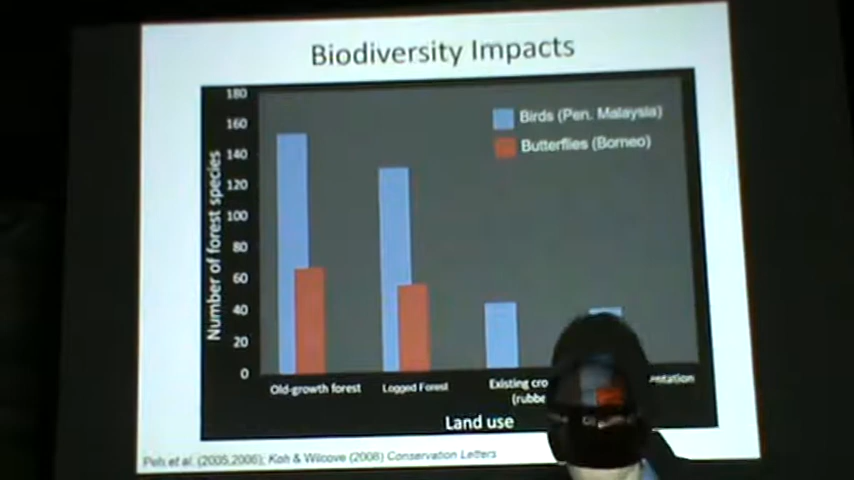 Biodiversity Impacts
180
160
140
120
100
80
60
40
20
0
Number of forest species
Birds (Pen. Malaysia)
Butterflies (Borneo)
Old-growth forest
Logged Forest
Existing cro
(rubbe
ntation
Land use
Peh et al. (2005,2006); Koh & Wilcove (2008) Conservation Letters